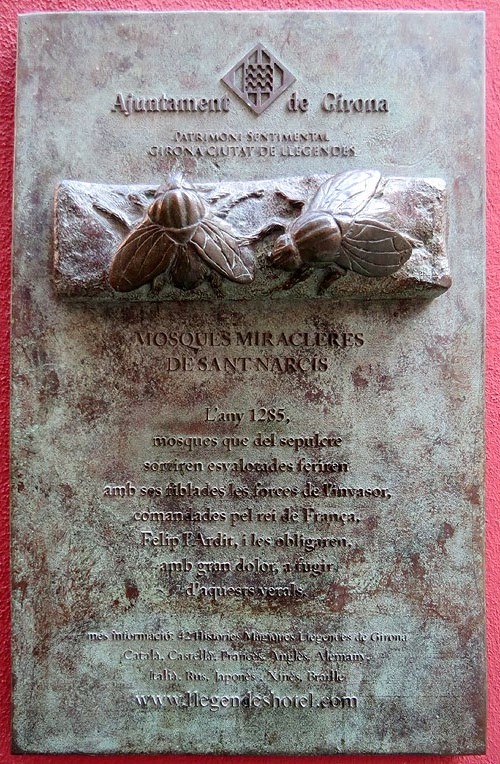 Ajuntament de Girona
PATRIMONI SENTIMENTAL
GIRONA CIUTAT DE LLEGENDES
MOSQUES MIRACLERES
DE SANT NARCÍS
L'any 1285,
mosques que del sepulcre
sortiren esvalotades feriren
amb ses fiblades les forces de l'invasor,
comandades pel rei de França,
Felip l'Ardit, i les obligaren,
amb gran dolor, a fugir
d'aquests verals.
més informació: 42 Històries Màgiques Llegendes de Girona
Català, Castellà, Francès, Anglès, Alemany,
Italià, Rus, Japonès, Xinès, Braille
www.llegendeshotel.com